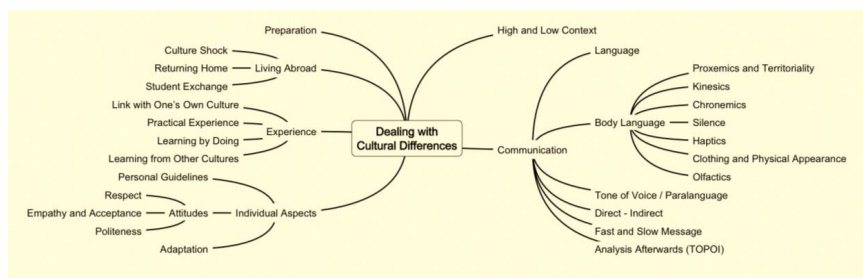 Preparation
Culture Shock
Returning Home
Living Abroad
Student Exchange
Link with One's Own Culture
Practical Experience
Experience
Learning by Doing
Learning from Other Cultures
Personal Guidelines
Respect
Empathy and Acceptance
Attitudes
Individual Aspects
Politeness
Adaptation
Dealing with
Cultural Differences
High and Low Context
Language
Proxemics and Territoriality
Kinesics
Chronemics
Body Language
Silence
Haptics
Clothing and Physical Appearance
Olfactics
Communication
Tone of Voice / Paralanguage
Direct - Indirect
Fast and Slow Message
Analysis Afterwards (TOPOI)